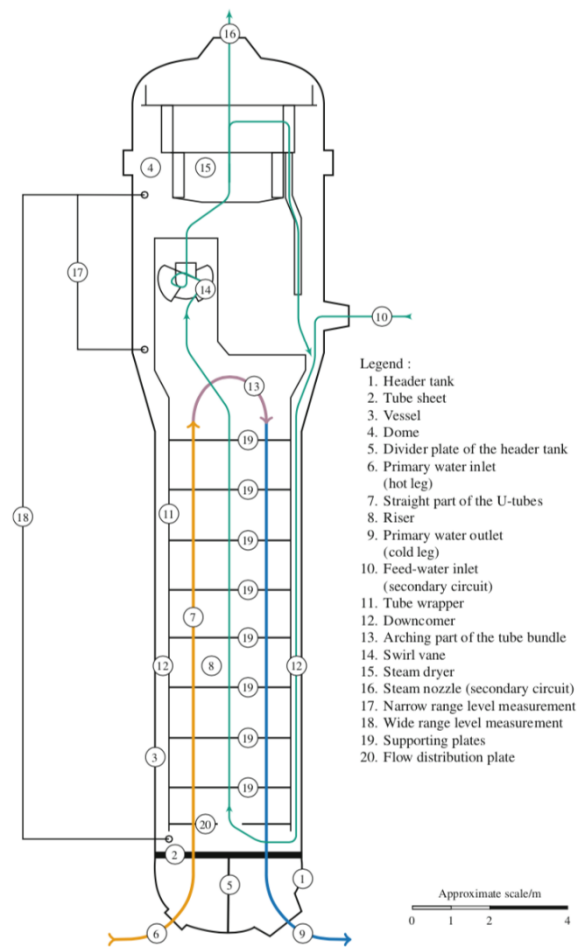 16
4
15
17
14
10
Legend :
1. Header tank
2. Tube sheet
3. Vessel
4. Dome
5. Divider plate of the header tank
6. Primary water inlet
(hot leg)
7. Straight part of the U-tubes
8. Riser
9. Primary water outlet
(cold leg)
10. Feed-water inlet
(secondary circuit)
11. Tube wrapper
12. Downcomer
13. Arching part of the tube bundle
14. Swirl vane
15. Steam dryer
16. Steam nozzle (secondary circuit)
17. Narrow range level measurement
18. Wide range level measurement
19. Supporting plates
20. Flow distribution plate
13
19
19
18
11
19
19
7
19
12
8
12
19
19
3
19
20
2
5
1
6
9
Approximate scale/m
0 1 2 4